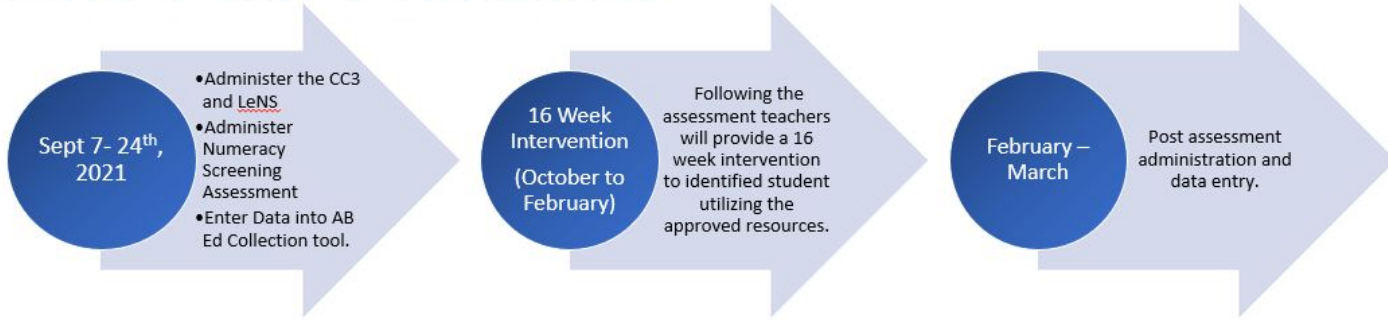 Sept 7- 24th,
2021
•Administer the CC3
and LeNS
•Administer
Numeracy
Screening
Assessment
•Enter Data into AB
Ed Collection tool.
16 Week
Intervention
(October to
February)
Following the
assessment teachers
will provide a 16
week intervention
to identified student
utilizing the
approved resources.
February –
March
Post assessment
administration and
data entry.